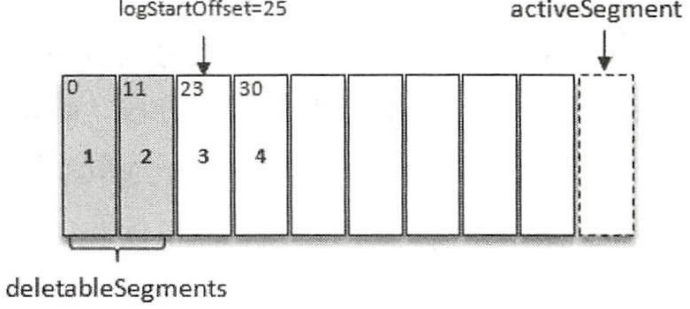 logStartOffset=25
activeSegment
0 11 23 30
1 2 3 4
deletableSegments